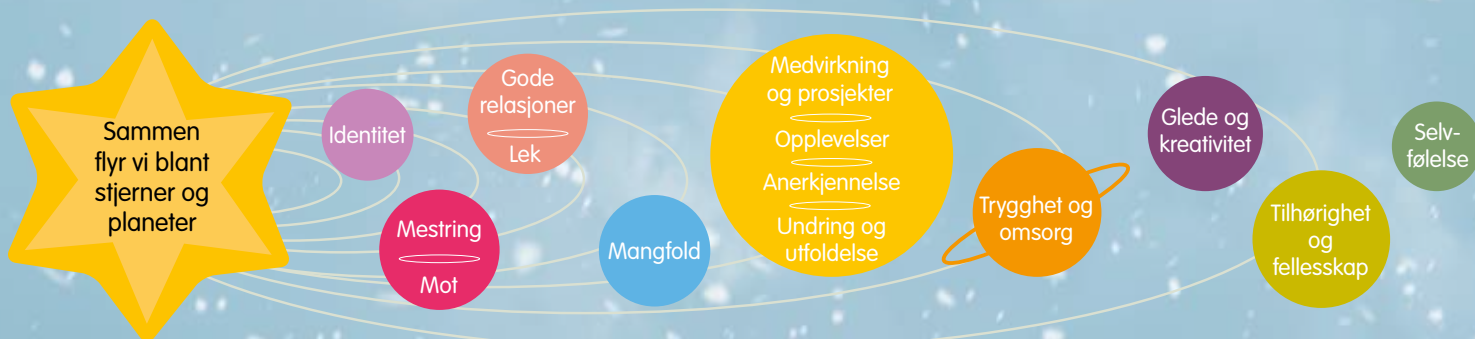 Sammen
flyr vi blant
stjerner og
planeter
Identitet
Mestring
Mot
Gode
relasjoner
Lek
Mangfold
Medvirkning
og prosjekter
Opplevelser
Anerkjennelse
Undring og
utfoldelse
Trygghet og
omsorg
Glede og
kreativitet
Tilhørighet
og
fellesskap
Selv-
følelse